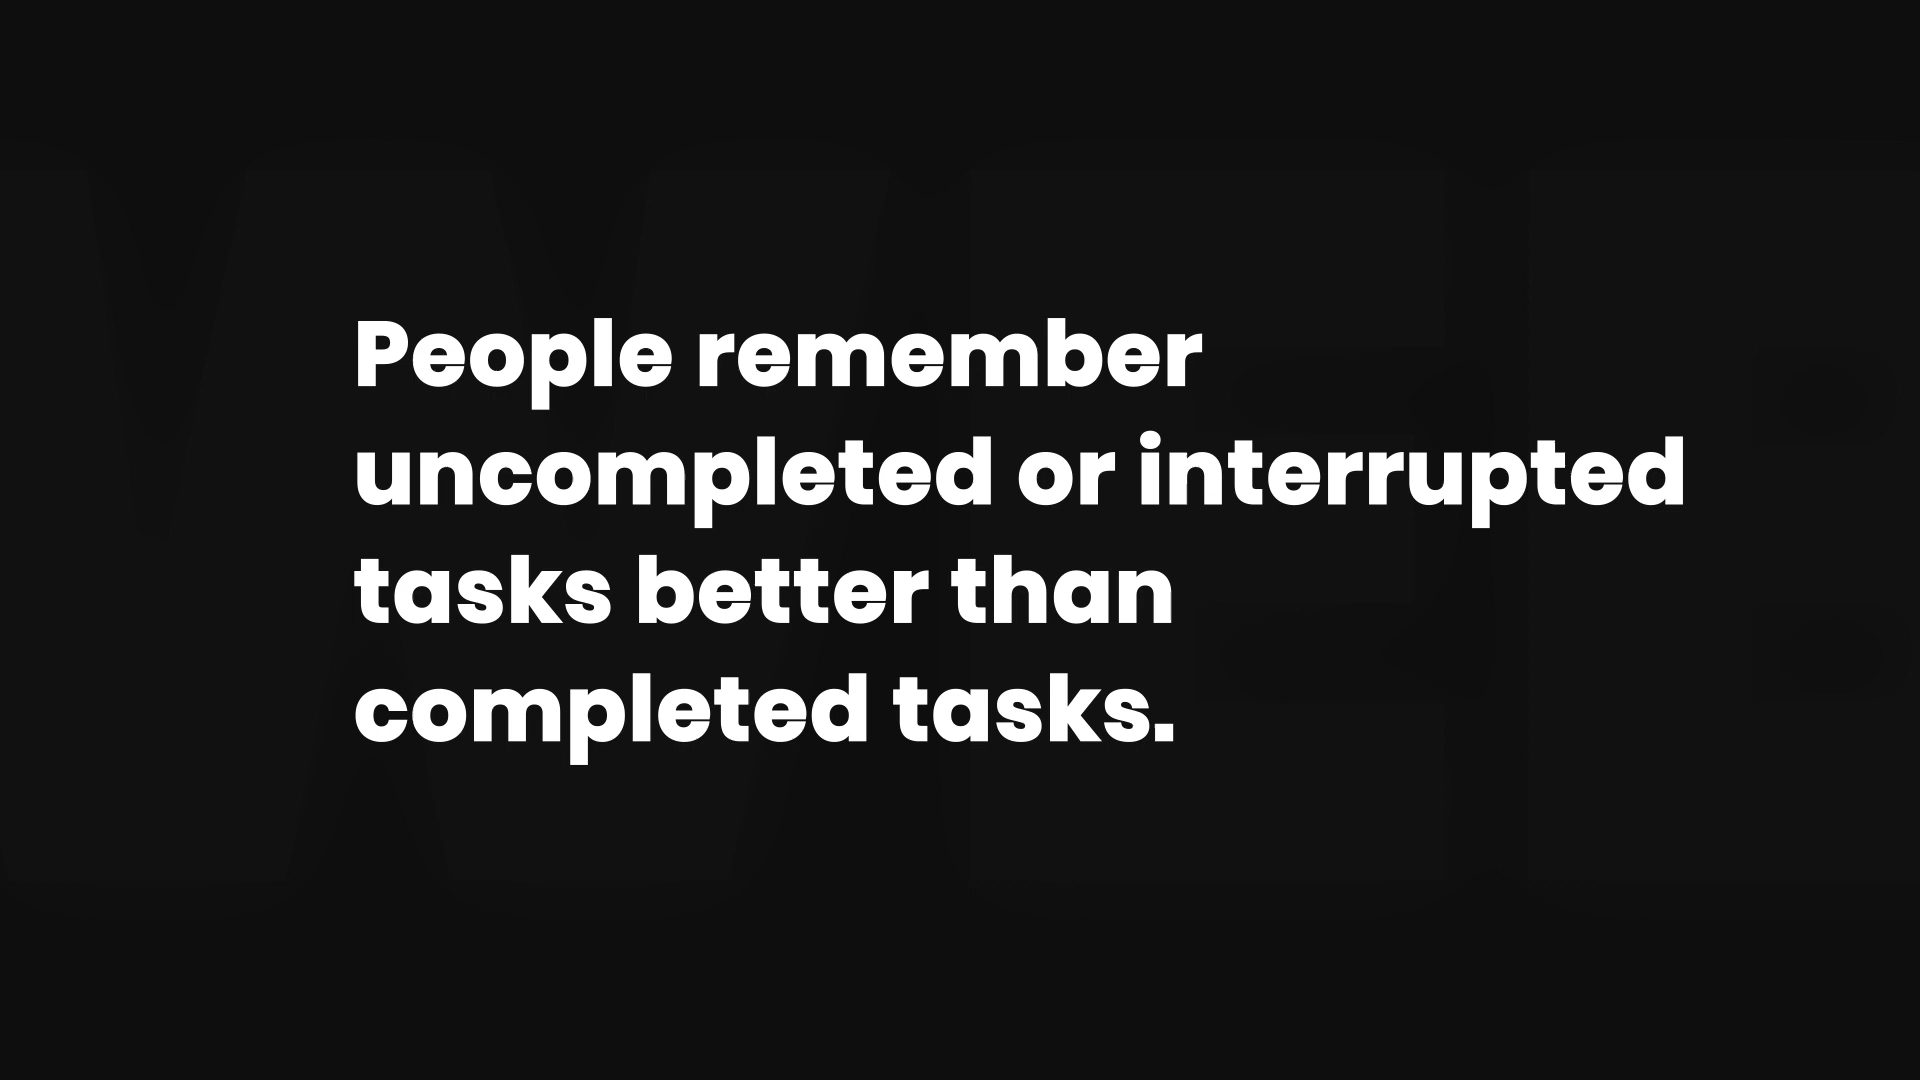 People remember
uncompleted or interrupted
tasks better than
completed tasks.